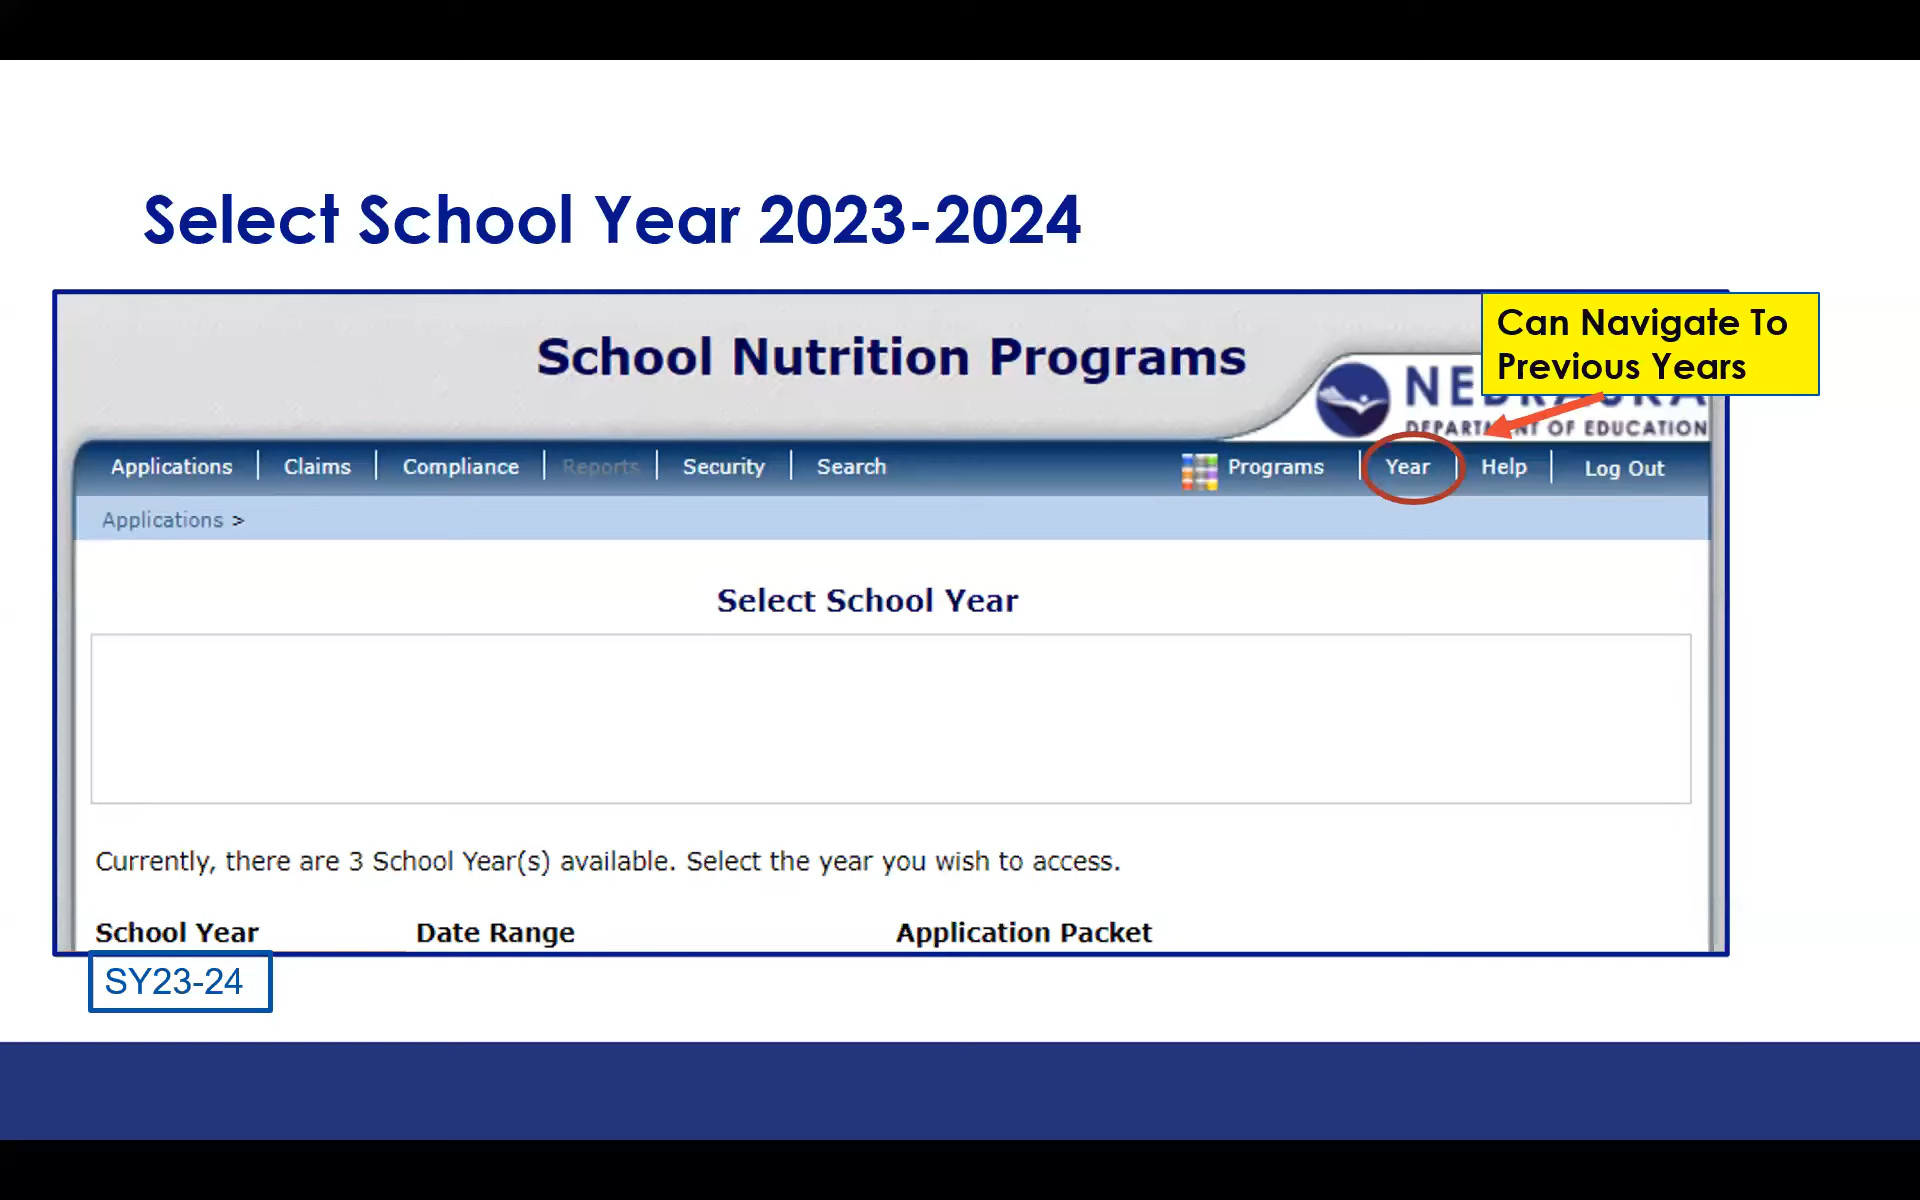 Select School Year 2023-2024
Can Navigate To
Previous Years
School Nutrition Programs
DEPARTMENT OF EDUCATION
Applications Claims Compliance Reports Security Search Programs Year Help Log Out
Applications >
Select School Year
Currently, there are 3 School Year(s) available. Select the year you wish to access.
School Year Date Range Application Packet
SY23-24